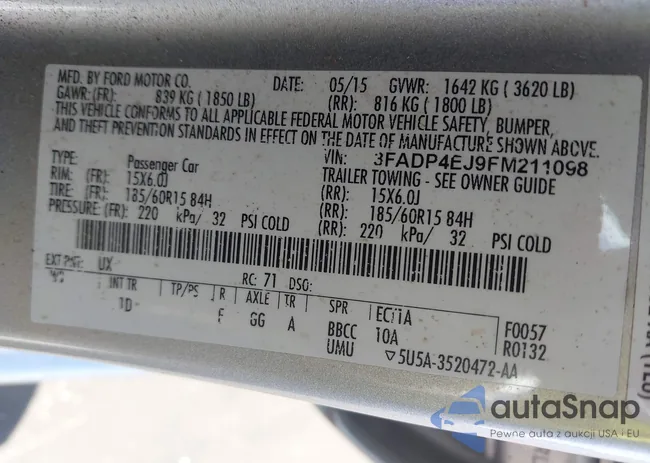 MFD. BY FORD MOTOR CO. DATE: 05/15 GVWR: 1642 KG ( 3620 LB)
GAWR:(FR): 839 KG ( 1850 LB) (RR): 816 KG ( 1800 LB)
THIS VEHICLE CONFORMS TO ALL APPLICABLE FEDERAL MOTOR VEHICLE SAFETY, BUMPER,
AND THEFT PREVENTION STANDARDS IN EFFECT ON THE DATE OF MANUFACTURE SHOWN ABOVE.
VIN: 3FADP4EJ9FM211098
TYPE: Passenger Car TRAILER TOWING - SEE OWNER GUIDE
RIM: (FR): 15X6.0J (RR): 15X6.0J
TIRE: (FR): 185/60R15 84H (RR): 185/60R15 84H
PRESSURE (FR): 220 kPa/ 32 PSI COLD (RR): 220 kPa/ 32 PSI COLD
EXT PNT: UX RC: 71 DSO:
INT TR TP/PS R AXLE TR SPR EC11A F0057
1D F GG A BBCC 10A R0132
UMU ▽5U5A-3520472-AA
autaSnap
Pewne auta z aukcji USA i EU